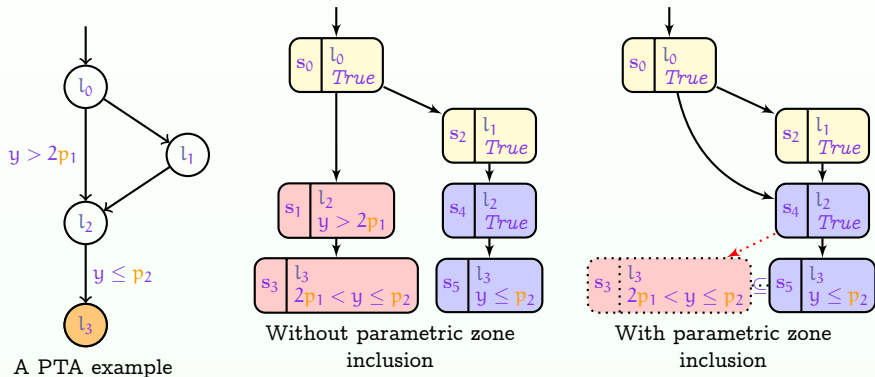 l₀
y > 2p₁
l₁
l₂
y ≤ p₂
l₃
A PTA example
s₀ l₀
True
s₂ l₁
True
s₁ l₂
y > 2p₁
s₄ l₂
True
s₃ l₃
2p₁ < y ≤ p₂
s₅ l₃
y ≤ p₂
Without parametric zone
inclusion
s₀ l₀
True
s₂ l₁
True
s₄ l₂
True
s₃ l₃
2p₁ < y ≤ p₂
⊆
s₅ l₃
y ≤ p₂
With parametric zone
inclusion